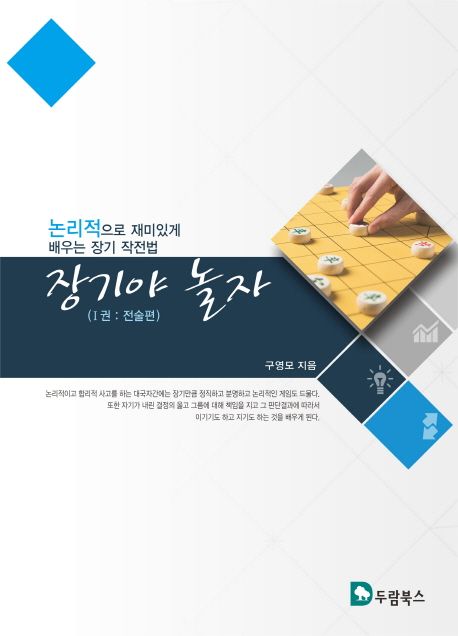 논리적으로 재미있게
배우는 장기 작전법
장기야 놀자
(I권 : 전술편)
구영모 지음
논리적이고 합리적 사고를 하는 대국자간에는 장기만큼 정직하고 분명하고 논리적인 게임도 드물다.
또한 자기가 내린 결정의 옳고 그름에 대해 책임을 지고 그 판단결과에 따라서
이기기도 하고 지기도 하는 것을 배우게 된다.
두람북스